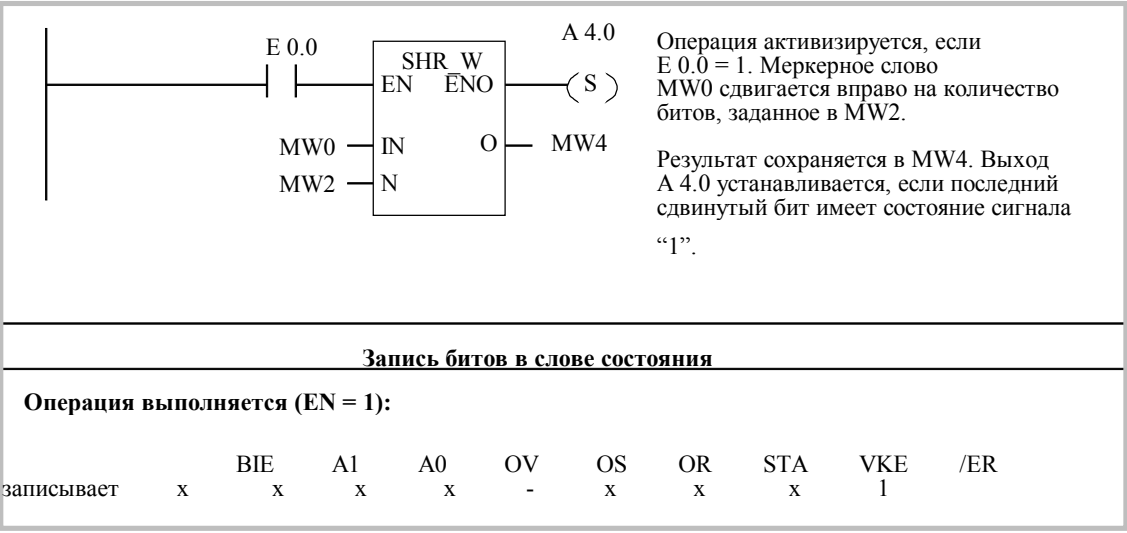 E 0.0
A 4.0
SHR_W
EN ENO
( S )
MW0 IN O MW4
MW2 N
Операция активизируется, если
E 0.0 = 1. Меркерное слово
MW0 сдвигается вправо на количество
битов, заданное в MW2.
Результат сохраняется в MW4. Выход
A 4.0 устанавливается, если последний
сдвинутый бит имеет состояние сигнала
“1”.
Запись битов в слове состояния
Операция выполняется (EN = 1):
BIE A1 A0 OV OS OR STA VKE /ER
записывает x x x x - x x x 1